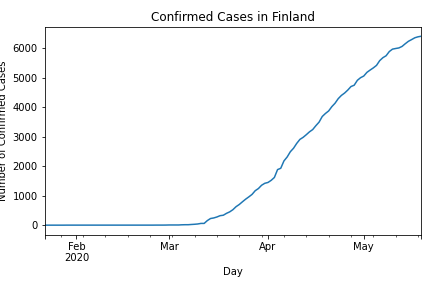 Confirmed Cases in Finland
Number of Confirmed Cases
6000
5000
4000
3000
2000
1000
0
Feb
2020
Mar
Apr
May
Day